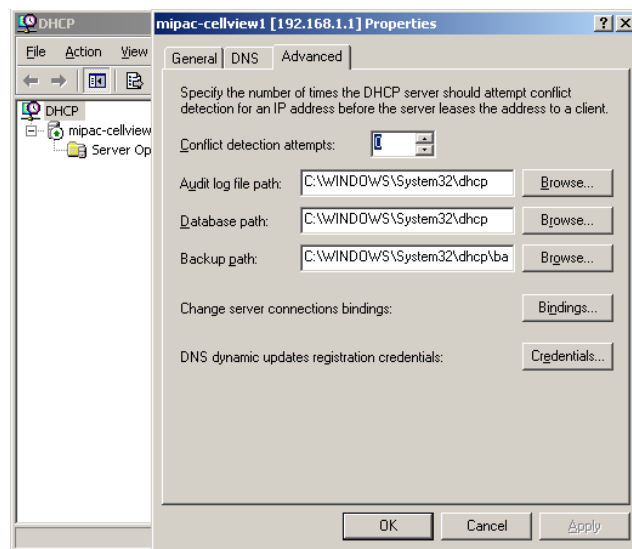 DHCP
File Action View
DHCP
mipac-cellview
Server Op
mipac-cellview1 [192.168.1.1] Properties
General DNS Advanced
Specify the number of times the DHCP server should attempt conflict
detection for an IP address before the server leases the address to a client.
Conflict detection attempts: 0
Audit log file path: C:\WINDOWS\System32\dhcp Browse...
Database path: C:\WINDOWS\System32\dhcp Browse...
Backup path: C:\WINDOWS\System32\dhcp\ba Browse...
Change server connections bindings: Bindings...
DNS dynamic updates registration credentials: Credentials...
OK Cancel Apply